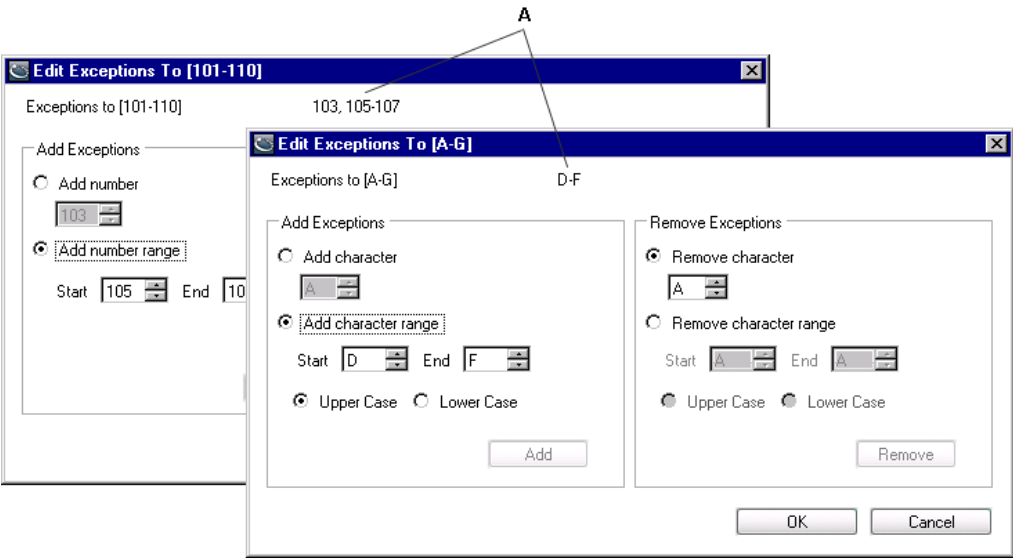 A
Edit Exceptions To [101-110]
Exceptions to [101-110] 103, 105-107
Add Exceptions
Add number
103
Add number range
Start 105 End 10
Edit Exceptions To [A-G]
Exceptions to [A-G] D-F
Add Exceptions
Add character
A
Add character range
Start D End F
Upper Case Lower Case
Add
Remove Exceptions
Remove character
A
Remove character range
Start A End A
Upper Case Lower Case
Remove
OK Cancel